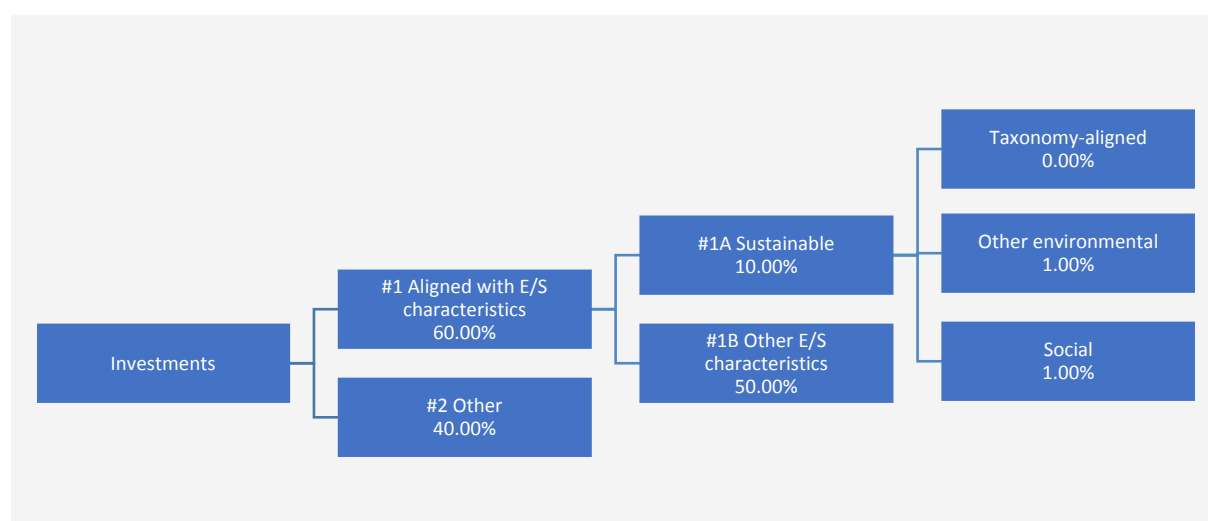 Investments
#1 Aligned with E/S
characteristics
60.00%
#2 Other
40.00%
#1A Sustainable
10.00%
#1B Other E/S
characteristics
50.00%
Taxonomy-aligned
0.00%
Other environmental
1.00%
Social
1.00%